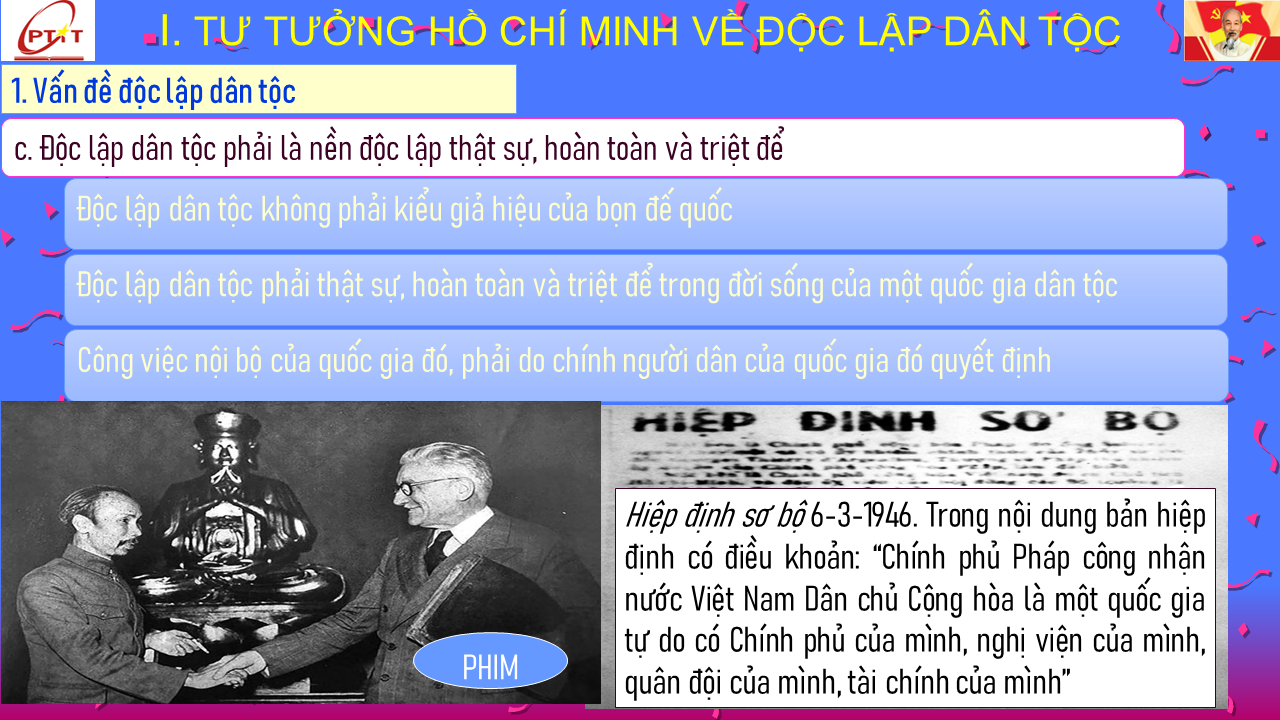 PTIT
I. TƯ TƯỞNG HỒ CHÍ MINH VỀ ĐỘC LẬP DÂN TỘC
1. Vấn đề độc lập dân tộc
c. Độc lập dân tộc phải là nền độc lập thật sự, hoàn toàn và triệt để
Độc lập dân tộc không phải kiểu giả hiệu của bọn đế quốc
Độc lập dân tộc phải thật sự, hoàn toàn và triệt để trong đời sống của một quốc gia dân tộc
Công việc nội bộ của quốc gia đó, phải do chính người dân của quốc gia đó quyết định
HIỆP ĐỊNH SƠ BỘ
Hiệp định sơ bộ 6-3-1946. Trong nội dung bản hiệp
định có điều khoản: “Chính phủ Pháp công nhận
nước Việt Nam Dân chủ Cộng hòa là một quốc gia
tự do có Chính phủ của mình, nghị viện của mình,
quân đội của mình, tài chính của mình”
PHIM